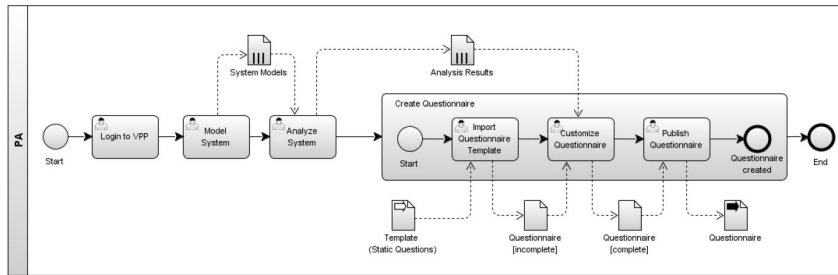 PA
System Models
Analysis Results
Create Questionnaire
Start
Login to VPP
Model
System
Analyze
System
Start
Import
Questionnaire
Template
Customize
Questionnaire
Publish
Questionnaire
Questionnaire
created
End
Template
(Static Questions)
Questionnaire
[incomplete]
Questionnaire
[complete]
Questionnaire